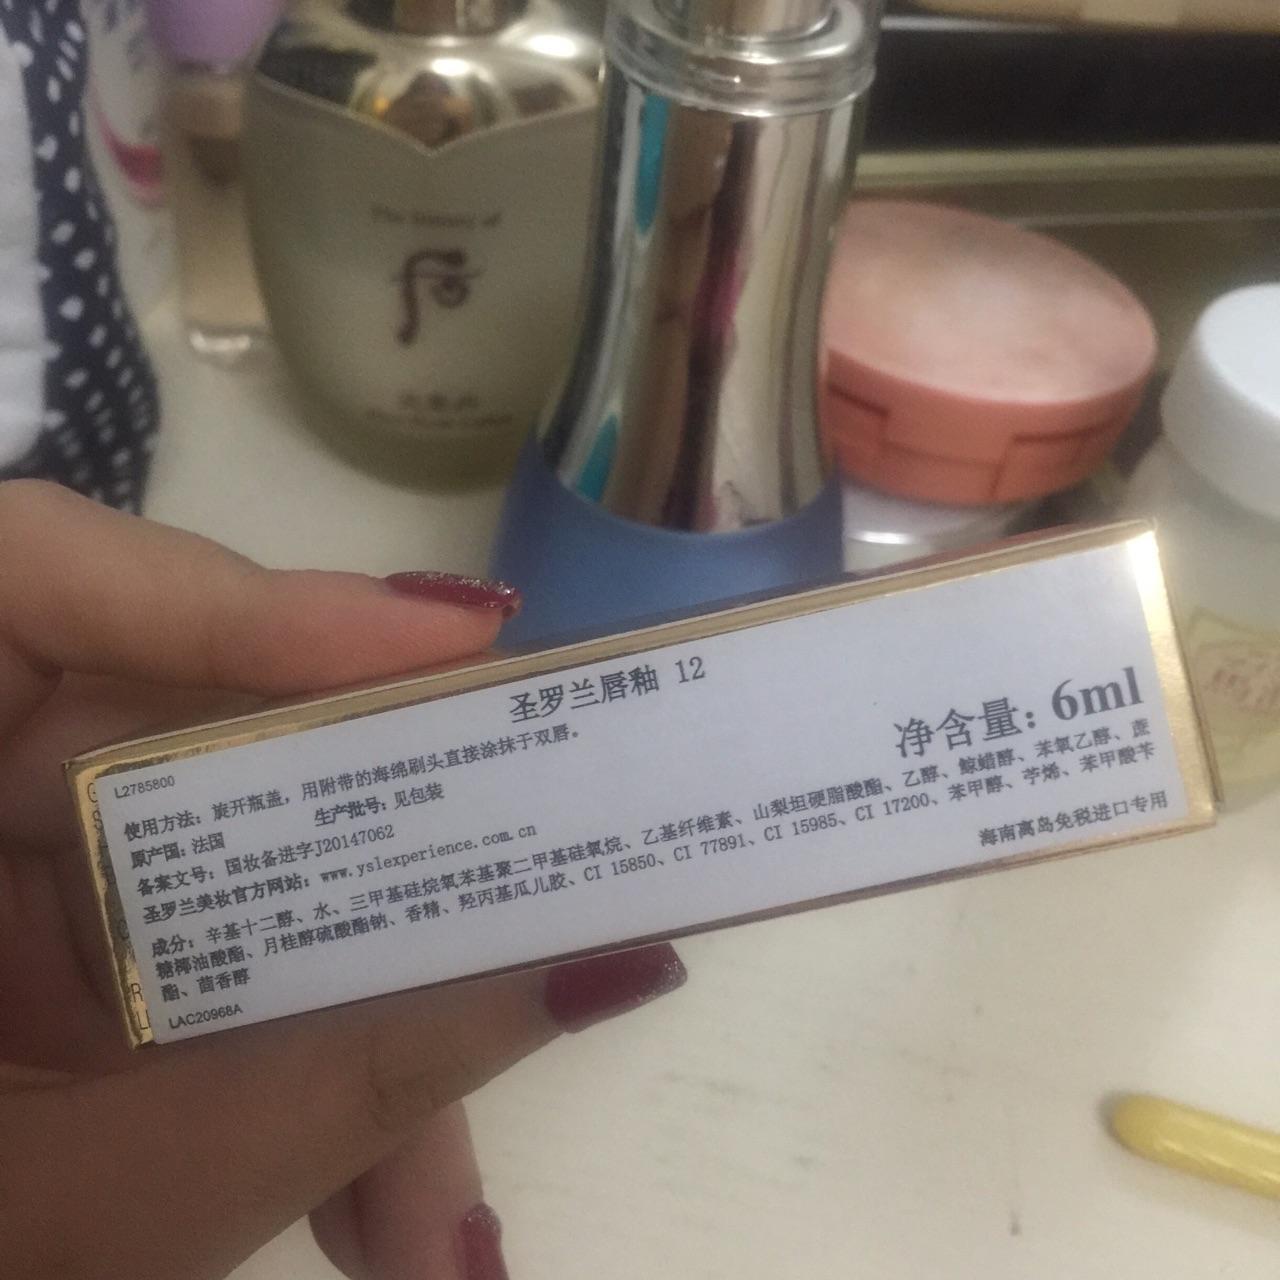 The history of
L2785800
圣罗兰唇釉 12
使用方法：旋开瓶盖，用附带的海绵刷头直接涂抹于双唇。
净含量：6ml
原产国：法国
生产批号：见包装
备案文号：国妆备进字J20147062
圣罗兰美妆官方网站：www.yslexperience.com.cn
成分：辛基十二醇、水、三甲基硅烷氧苯基聚二甲基硅氧烷、乙基纤维素、山梨坦硬脂酸酯、乙醇、鲸蜡醇、苯氧乙醇、蔗
糖椰油酸酯、月桂醇硫酸酯钠、香精、羟丙基瓜儿胶、CI 15850、CI 77891、CI 15985、CI 17200、苯甲醇、苧烯、苯甲酸苄
酯、茴香醇
LAC20968A
海南离岛免税进口专用